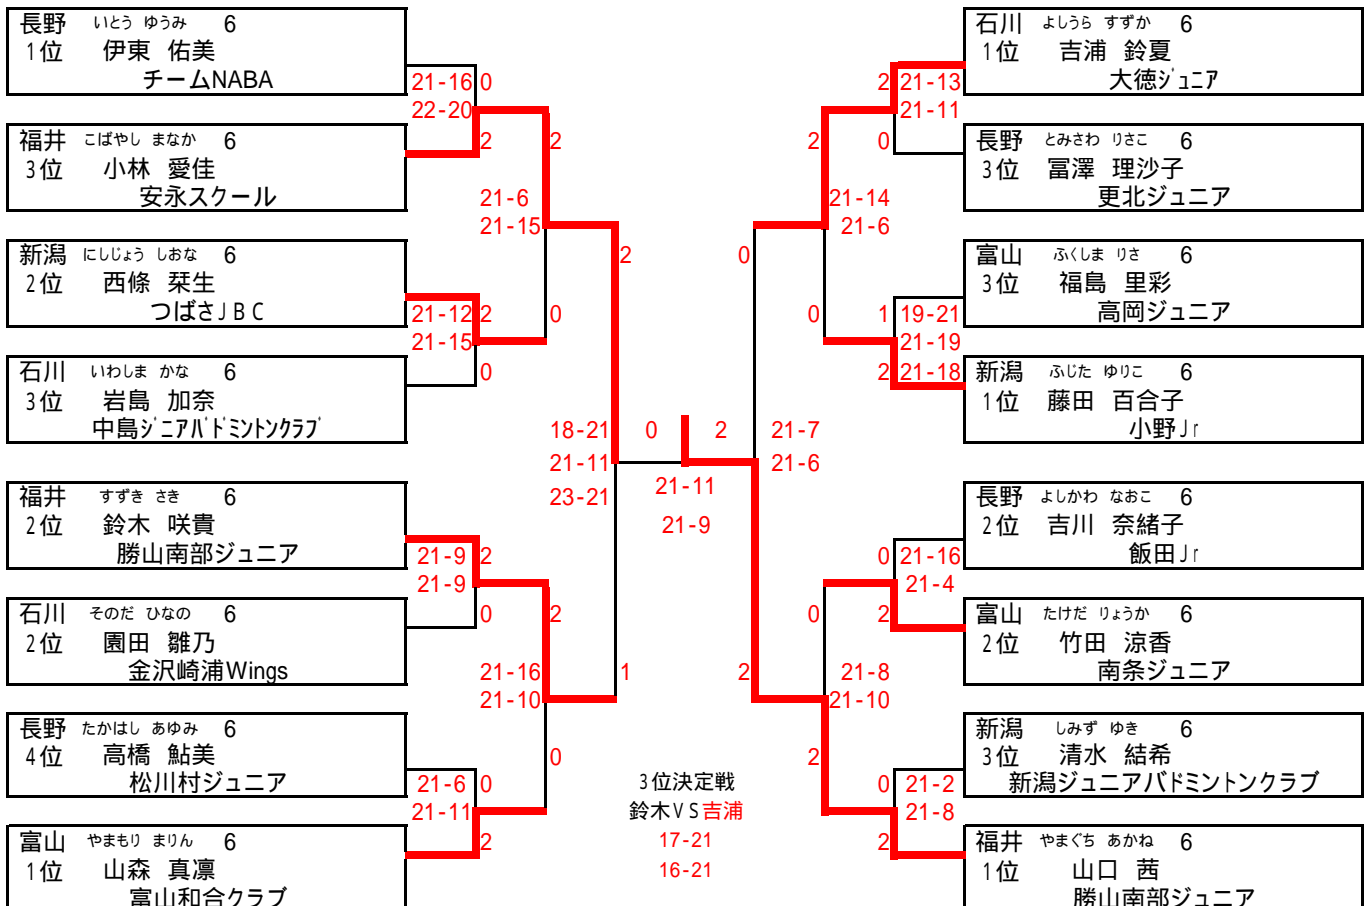 長野 いとう ゆうみ 6
1位 伊東 佑美
チームNABA
21-16 0
22-20
2
福井 こばやし まなか 6
3位 小林 愛佳
安永スクール
2
21-6
21-15
新潟 にしじょう しおな 6
2位 西條 栞生
つばさJBC
21-12 2
21-15
0
0
石川 いわしま かな 6
3位 岩島 加奈
中島ジュニアバドミントンクラブ
2
18-21
21-11
23-21
福井 すずき さき 6
2位 鈴木 咲貴
勝山南部ジュニア
21-9 2
21-9
0
石川 そのだ ひなの 6
2位 園田 雛乃
金沢崎浦Wings
2
21-16
21-10
1
長野 たかはし あゆみ 6
4位 高橋 鮎美
松川村ジュニア
0
21-6 0
21-11
2
富山 やまもり まりん 6
1位 山森 真凛
富山和合クラブ
0 2
21-11
21-9
3位決定戦
鈴木VS吉浦
17-21
16-21
石川 よしうら すずか 6
1位 吉浦 鈴夏
大徳ジュニア
2 21-13
21-11
0
長野 とみさわ りさこ 6
3位 冨澤 理沙子
更北ジュニア
2
21-14
21-6
0
富山 ふくしま りさ 6
3位 福島 里彩
高岡ジュニア
0
1 19-21
21-19
2 21-18
新潟 ふじた ゆりこ 6
1位 藤田 百合子
小野Jr
21-7
21-6
長野 よしかわ なおこ 6
2位 吉川 奈緒子
飯田Jr
0 21-16
21-4
2
0
富山 たけだ りょうか 6
2位 竹田 涼香
南条ジュニア
2
21-8
21-10
新潟 しみず ゆき 6
3位 清水 結希
新潟ジュニアバドミントンクラブ
2
0 21-2
21-8
2
福井 やまぐち あかね 6
1位 山口 茜
勝山南部ジュニア